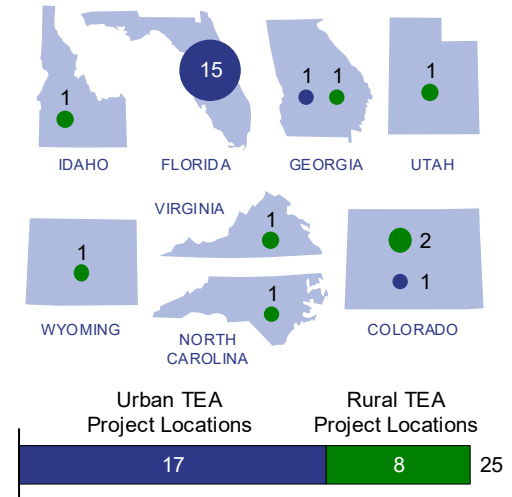 1
15
1 1
1
IDAHO
FLORIDA
GEORGIA
UTAH
1
VIRGINIA
1
2
1
1
WYOMING
NORTH
CAROLINA
COLORADO
Urban TEA
Project Locations
Rural TEA
Project Locations
17
8
25